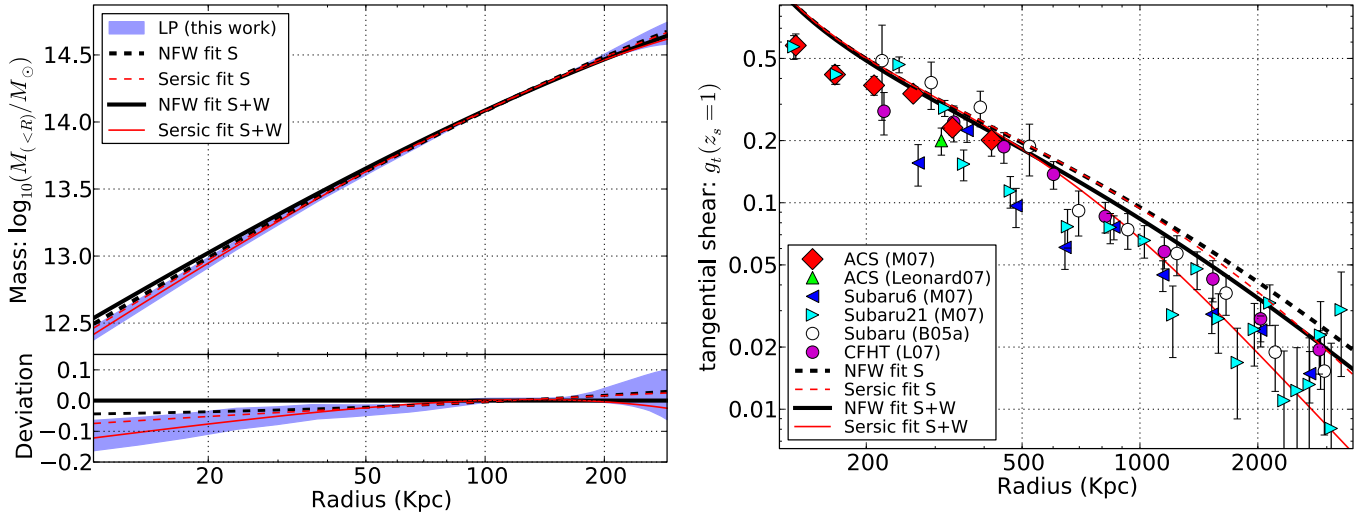 LP (this work)
NFW fit S
Sersic fit S
NFW fit S+W
Sersic fit S+W
Mass: log₁₀(M(<R)/M⊙)
14.5
14.0
13.5
13.0
12.5
Deviation
0.1
0.0
−0.1
−0.2
20
50
100
200
Radius (Kpc)
tangential shear: gₜ(zₛ = 1)
0.5
0.2
0.1
0.05
0.02
0.01
ACS (M07)
ACS (Leonard07)
Subaru6 (M07)
Subaru21 (M07)
Subaru (B05a)
CFHT (L07)
NFW fit S
Sersic fit S
NFW fit S+W
Sersic fit S+W
200
500
1000
2000
Radius (Kpc)